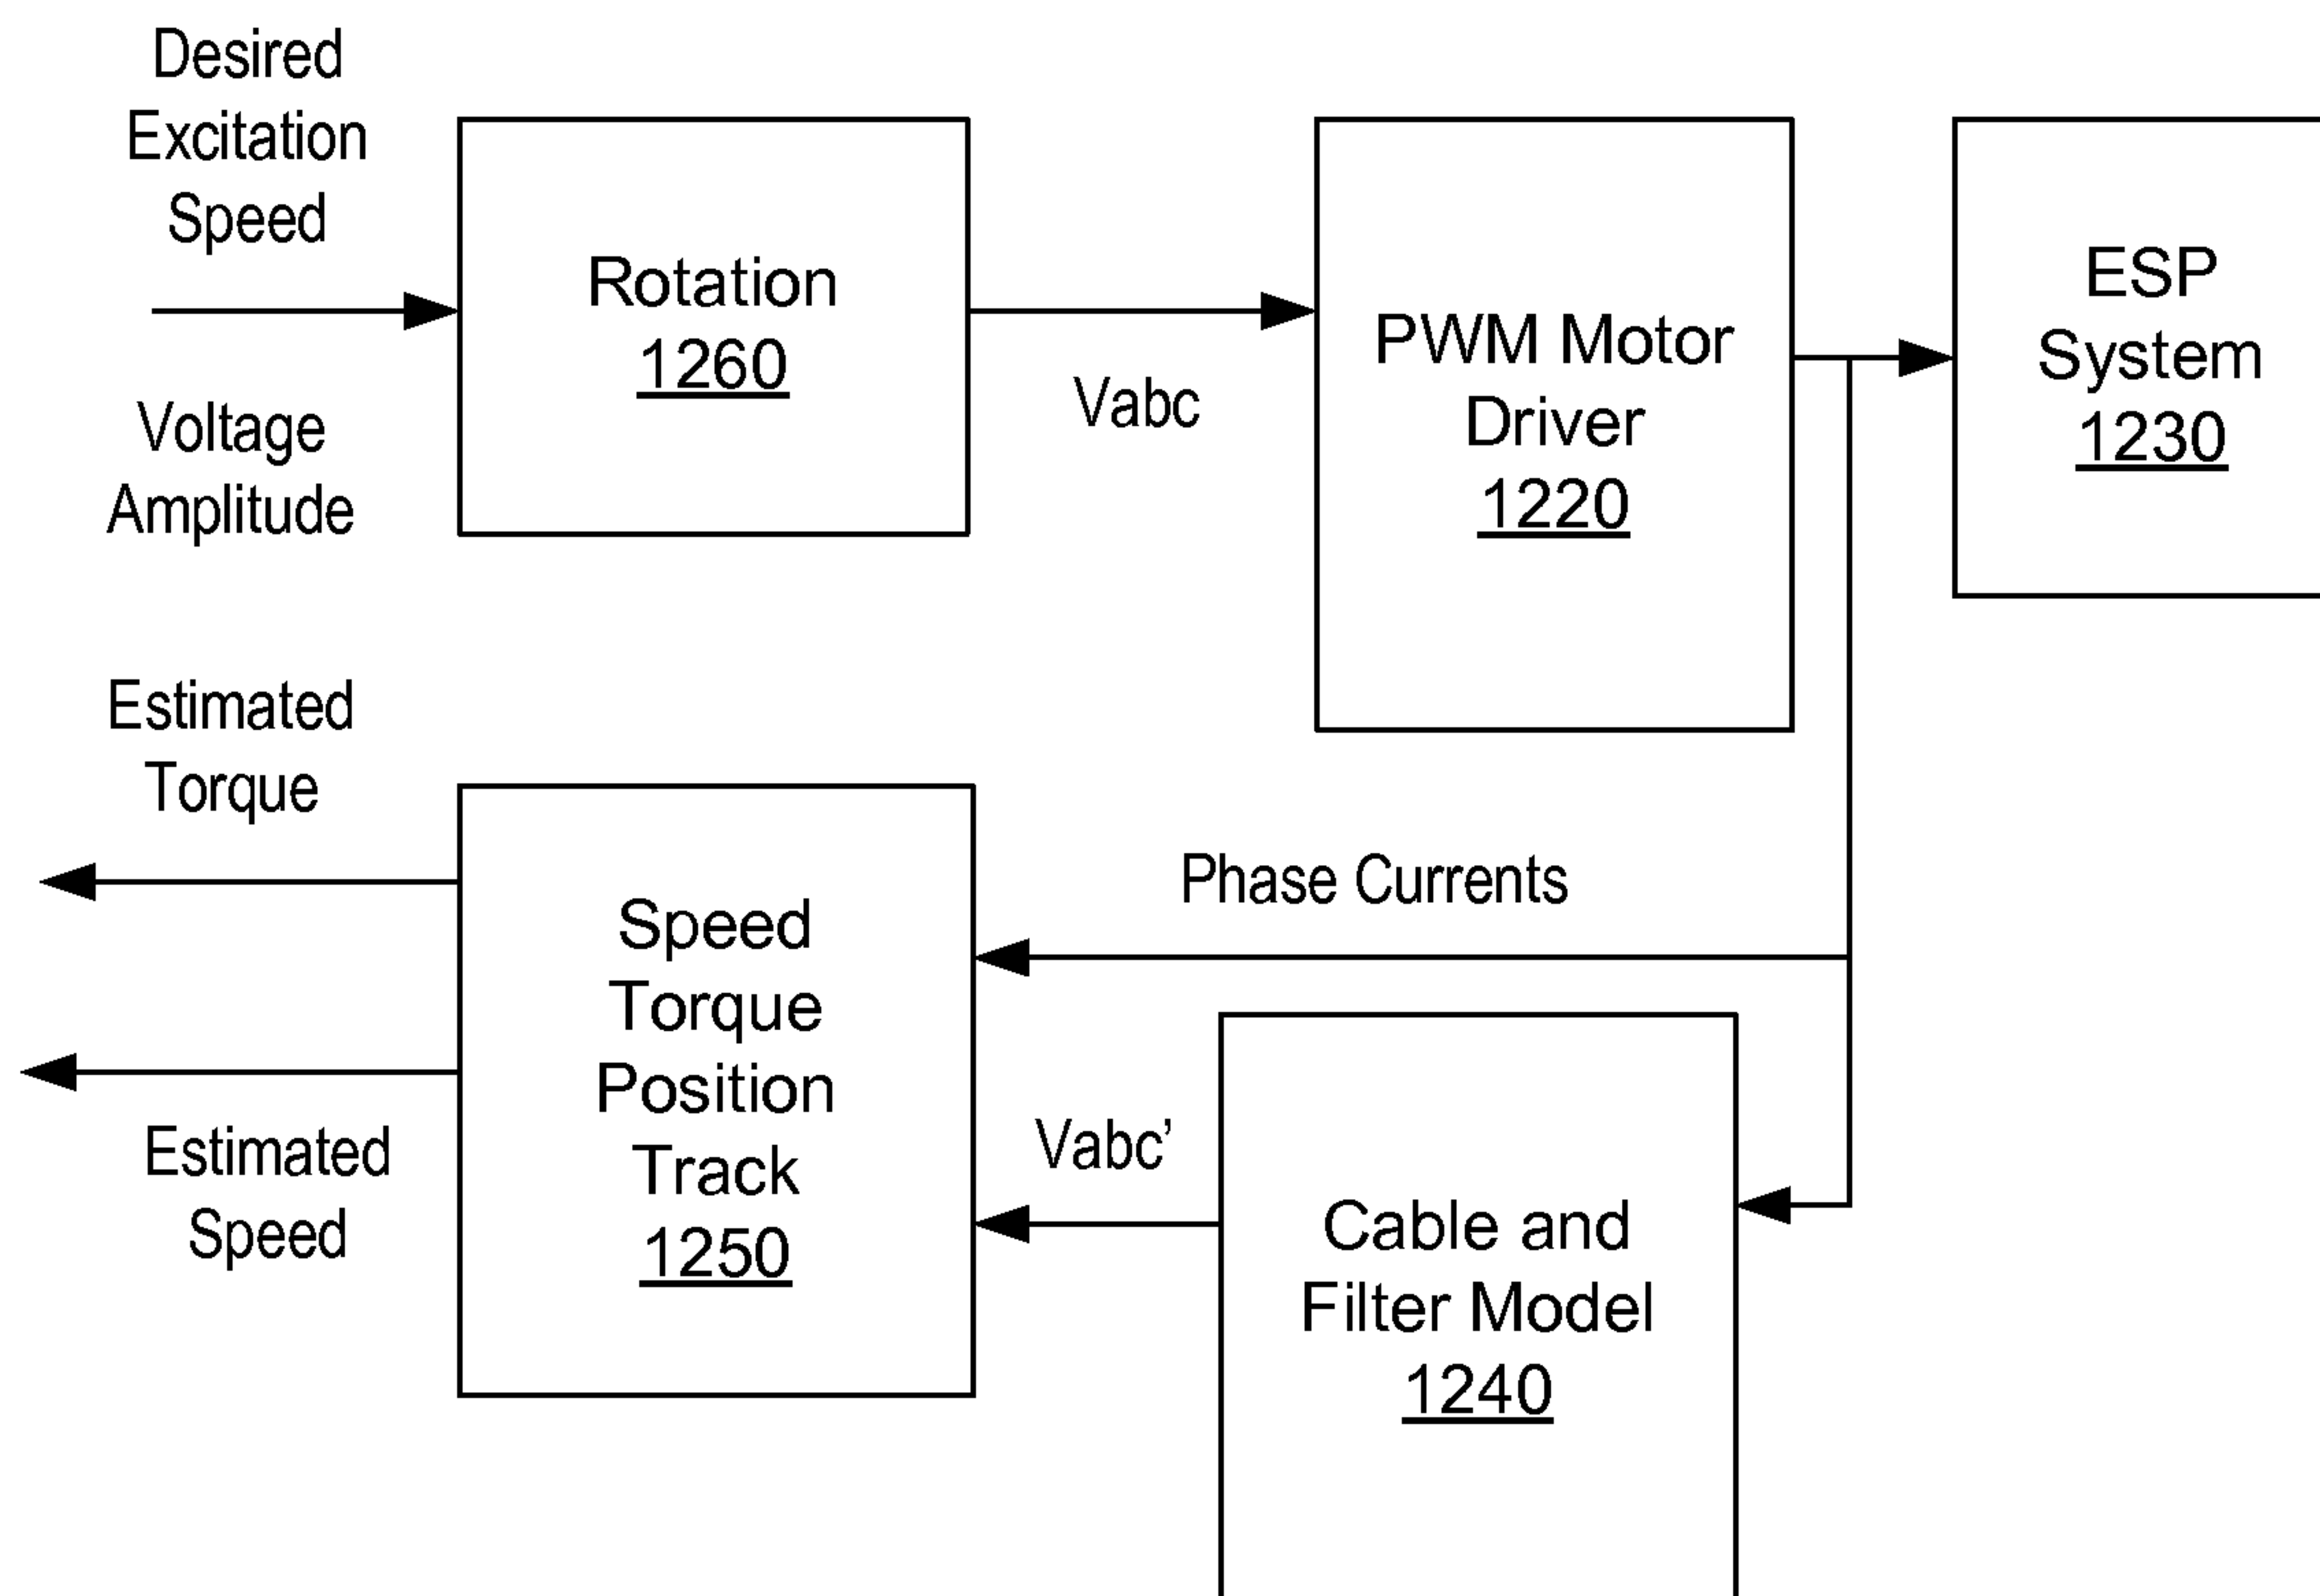 Desired
Excitation
Speed
Voltage
Amplitude
Rotation
1260
Vabc
PWM Motor
Driver
1220
ESP
System
1230
Estimated
Torque
Estimated
Speed
Speed
Torque
Position
Track
1250
Phase Currents
Vabc’
Cable and
Filter Model
1240